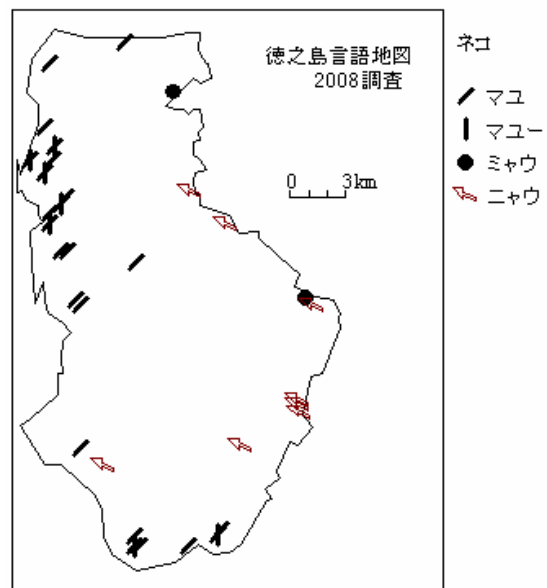 徳之島言語地図
2008調査
0 3km
ネコ
マユ
マユー
ミャウ
ニャウ